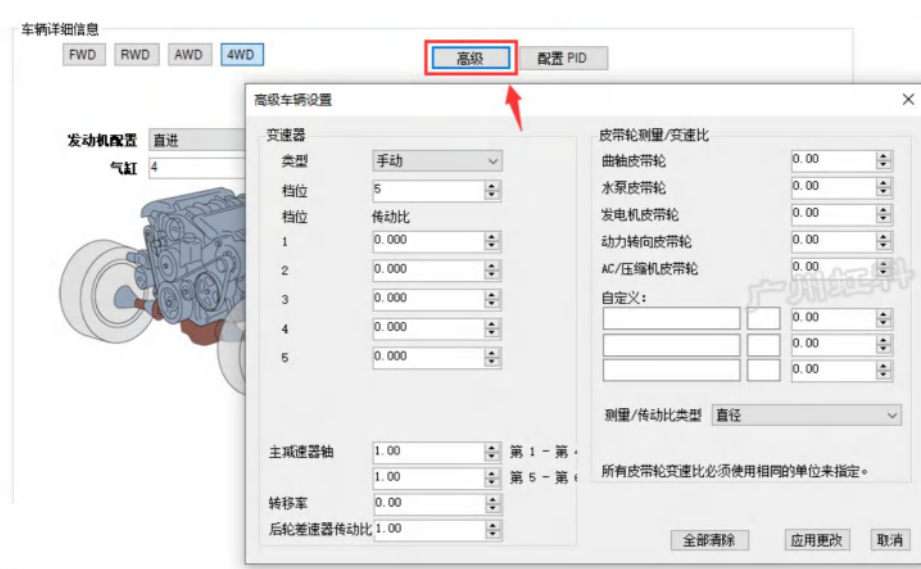 车辆详细信息
FWD RWD AWD 4WD 高级 配置 PID
发动机配置 直进
气缸 4
高级车辆设置
变速器
类型 手动
档位 5
档位 传动比
1 0.000
2 0.000
3 0.000
4 0.000
5 0.000
主减速器轴 1.00 第 1 - 第
1.00 第 5 - 第
转移率 0.00
后轮差速器传动比 1.00
皮带轮测量/变速比
曲轴皮带轮 0.00
水泵皮带轮 0.00
发电机皮带轮 0.00
动力转向皮带轮 0.00
AC/压缩机皮带轮 0.00
广州虹科
自定义:
0.00
0.00
0.00
测量/传动比类型 直径
所有皮带轮变速比必须使用相同的单位来指定。
全部清除 应用更改 取消